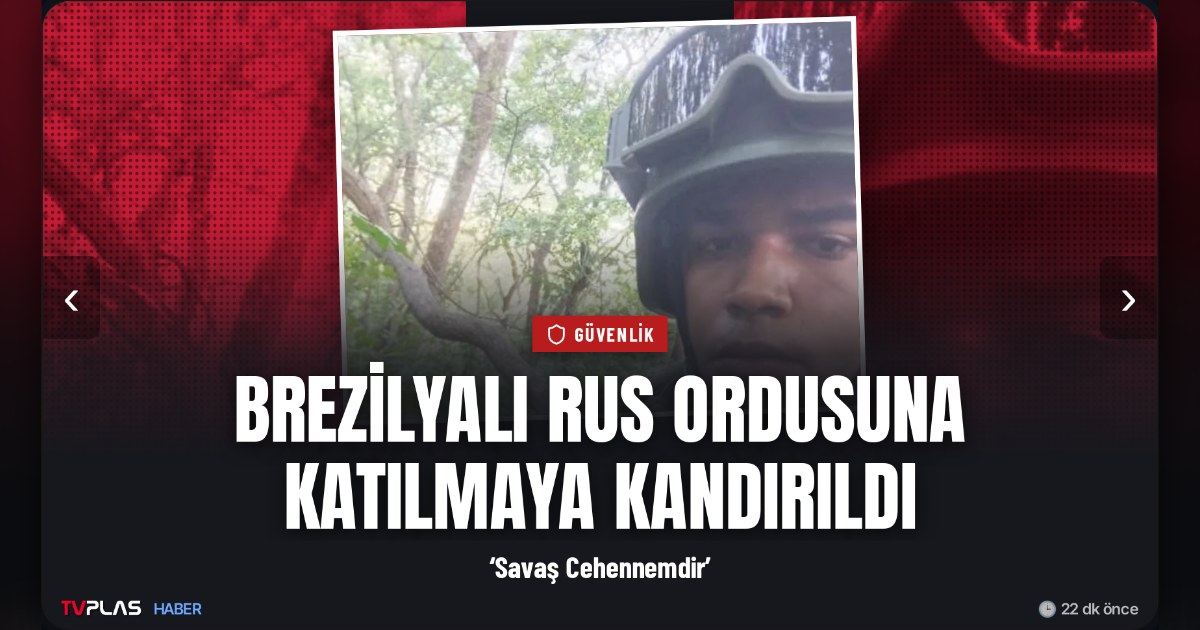 GÜVENLİK
BREZİLYALI RUS ORDUSUNA
KATILMAYA KANDIRILDI
‘Savaş Cehennemdir’
TVPLAS HABER
22 dk önce